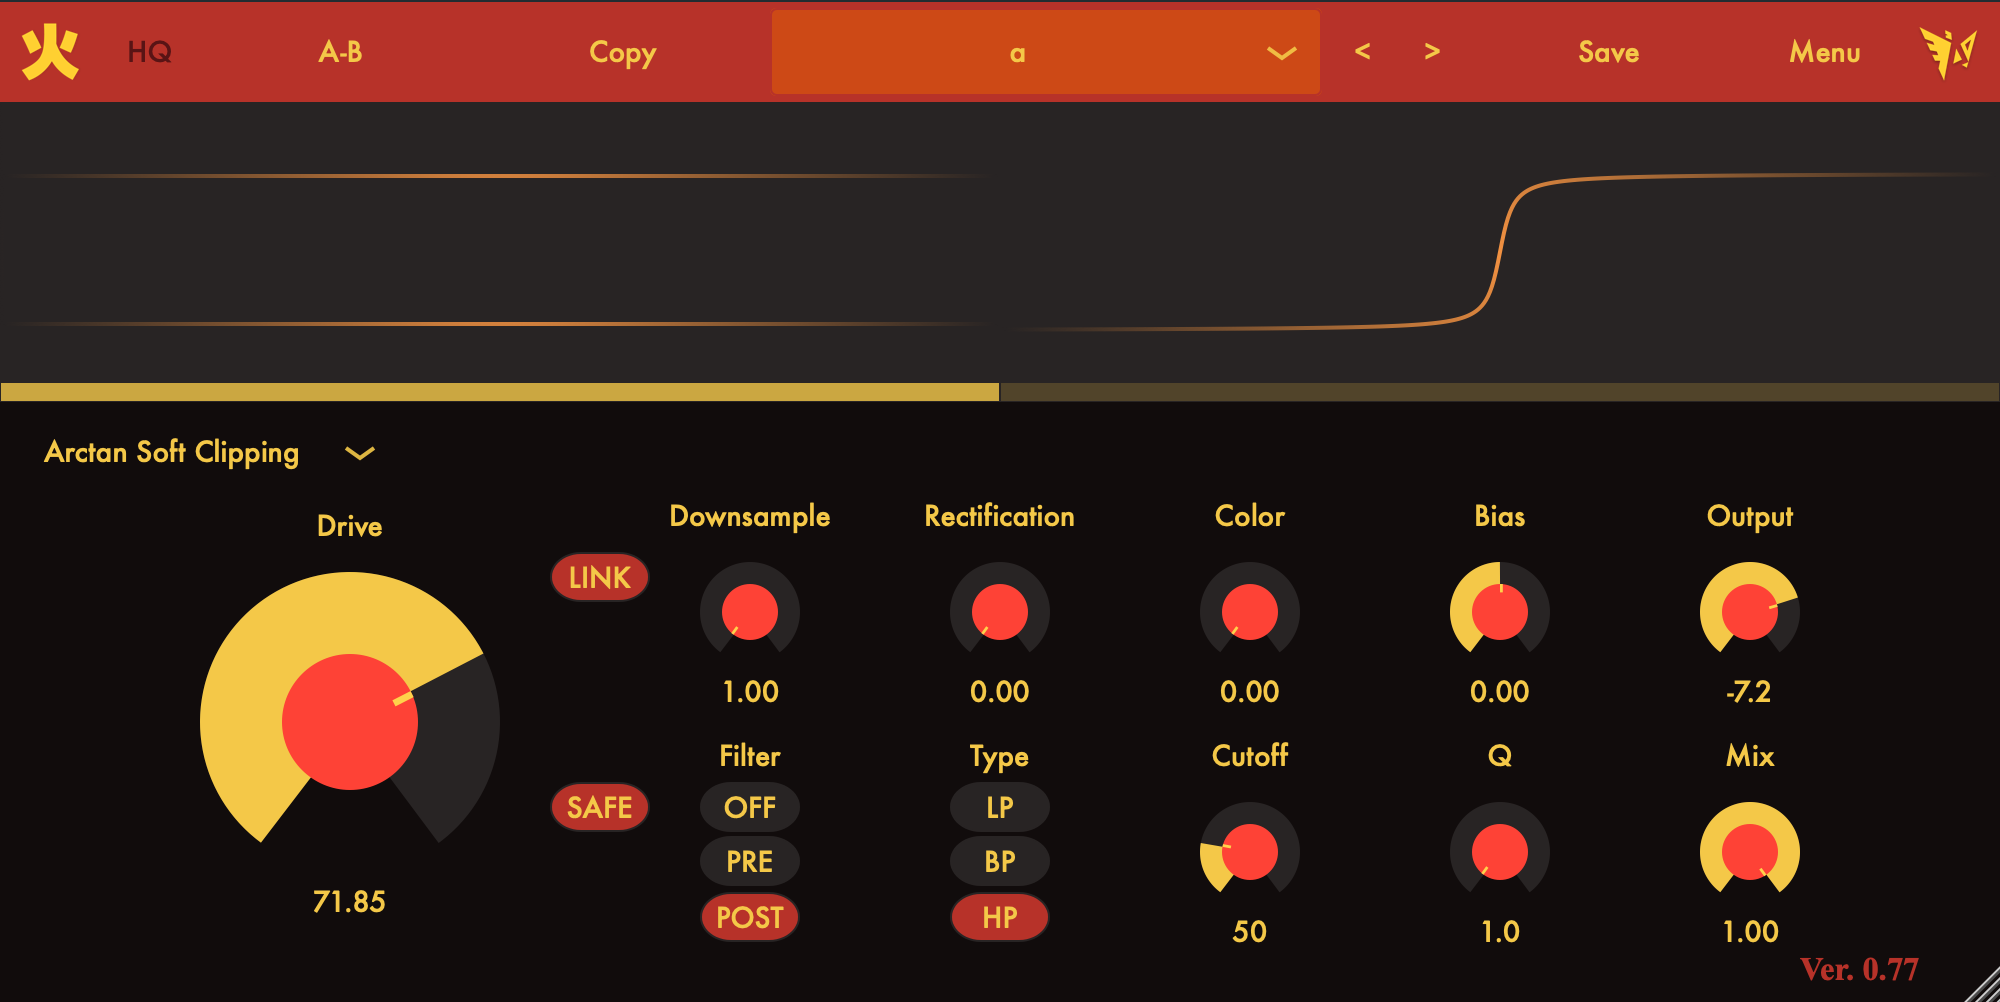 火 HQ A-B Copy a < > Save Menu
Arctan Soft Clipping
Drive
71.85
LINK
SAFE
Downsample Rectification Color Bias Output
1.00 0.00 0.00 0.00 -7.2
Filter Type Cutoff Q Mix
OFF LP
PRE BP
POST HP
50 1.0 1.00
Ver. 0.77